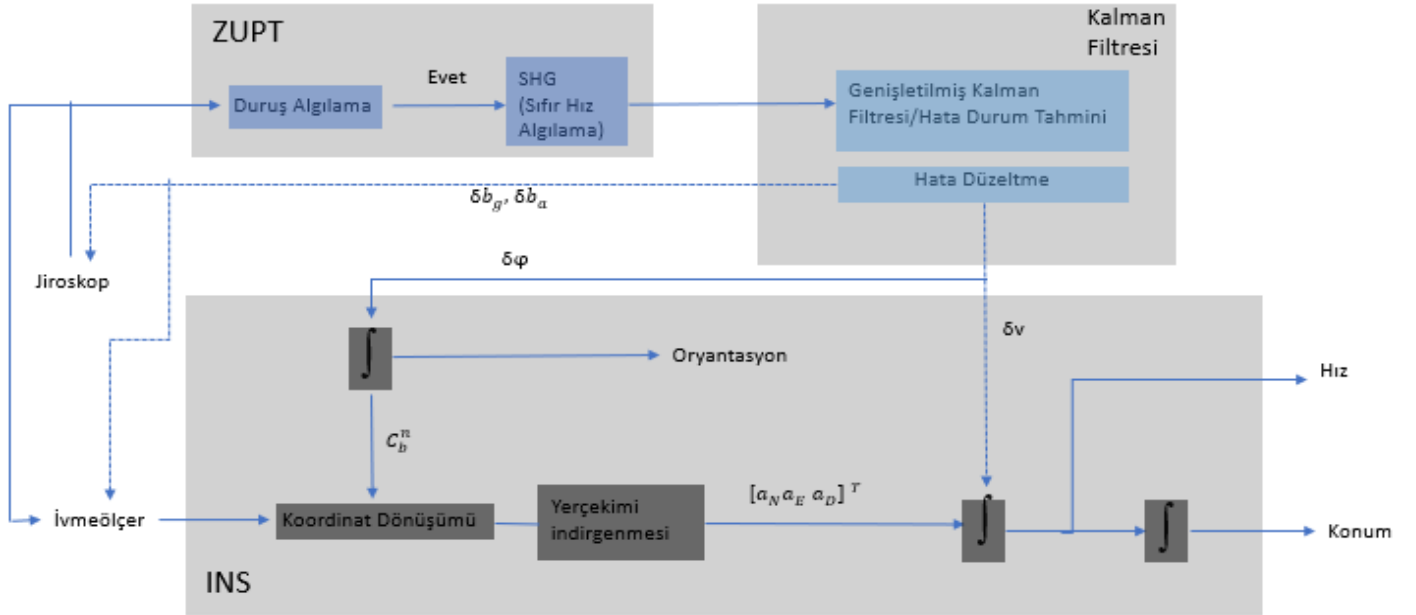 ZUPT
Kalman
Filtresi
Evet
SHG
(Sıfır Hız
Algılama)
Duruş Algılama
Genişletilmiş Kalman
Filtresi/Hata Durum Tahmini
Hata Düzeltme
δb_g, δb_a
δφ
Jiroskop
δv
∫
Oryantasyon
Hız
C_b^n
[a_N a_E a_D]^T
İvmeölçer
Koordinat Dönüşümü
Yerçekimi
indirgenmesi
∫
∫
Konum
INS